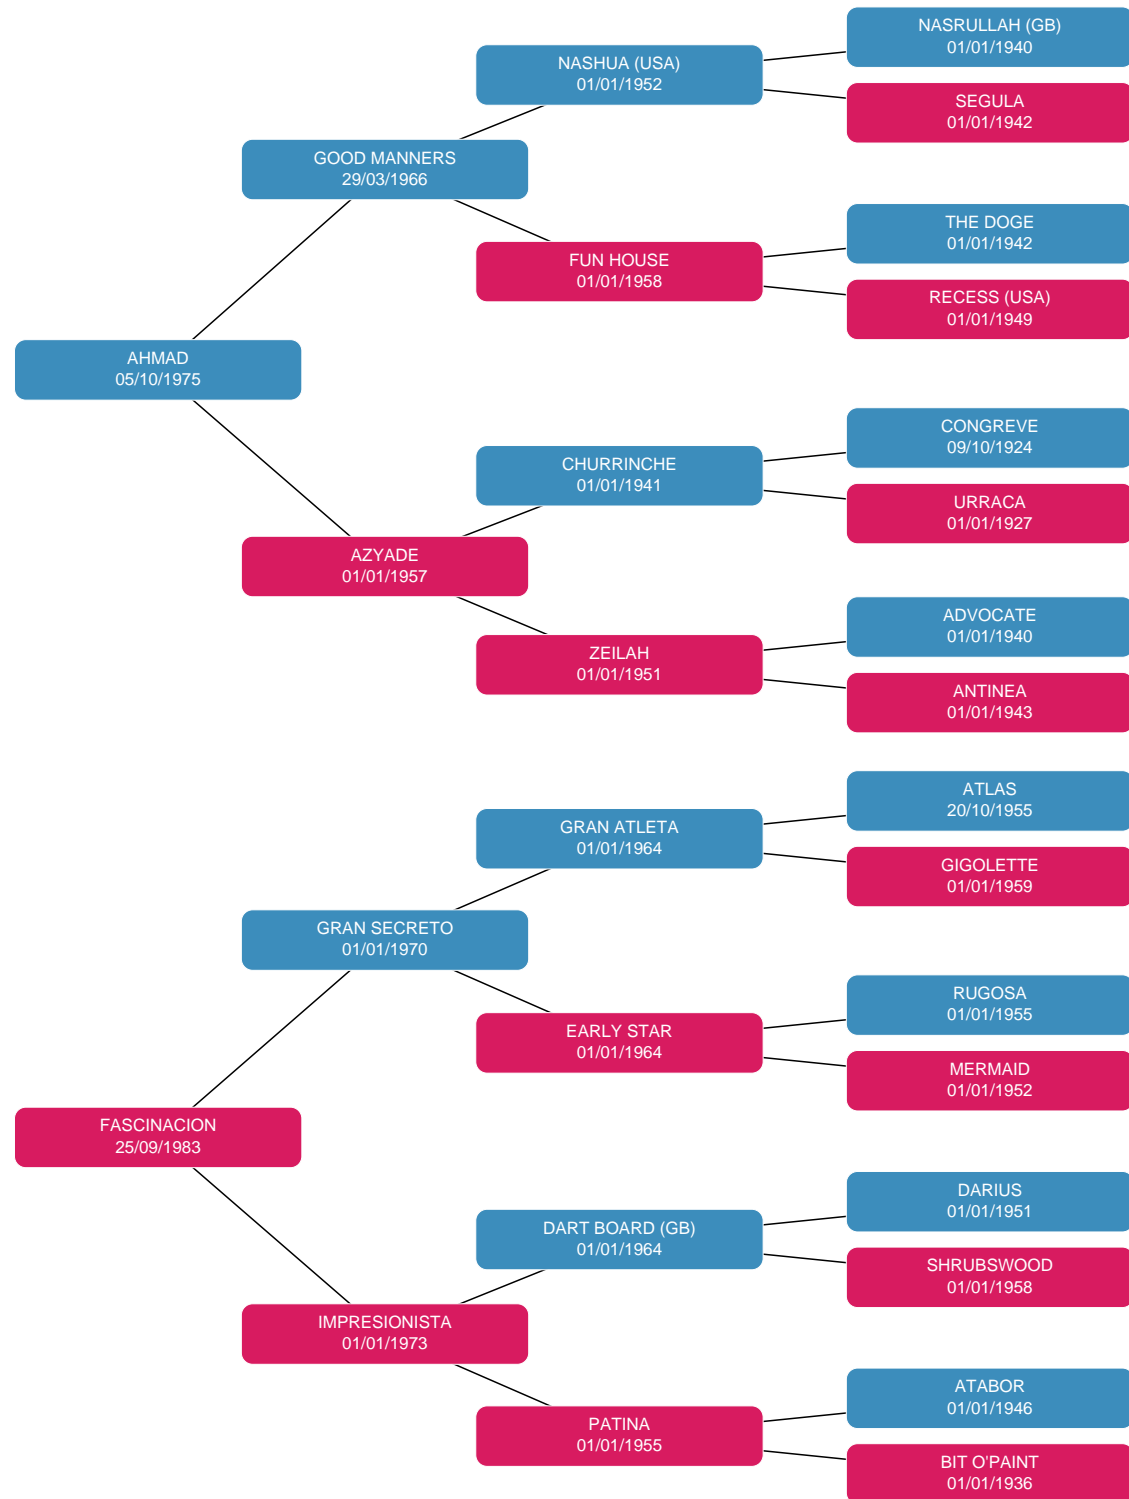 NASRULLAH (GB)
01/01/1940
NASHUA (USA)
01/01/1952
SEGULA
01/01/1942
GOOD MANNERS
29/03/1966
THE DOGE
01/01/1942
FUN HOUSE
01/01/1958
RECESS (USA)
01/01/1949
AHMAD
05/10/1975
CONGREVE
09/10/1924
CHURRINCHE
01/01/1941
URRACA
01/01/1927
AZYADE
01/01/1957
ADVOCATE
01/01/1940
ZEILAH
01/01/1951
ANTINEA
01/01/1943
ATLAS
20/10/1955
GRAN ATLETA
01/01/1964
GIGOLETTE
01/01/1959
GRAN SECRETO
01/01/1970
RUGOSA
01/01/1955
EARLY STAR
01/01/1964
MERMAID
01/01/1952
FASCINACION
25/09/1983
DARIUS
01/01/1951
DART BOARD (GB)
01/01/1964
SHRUBSWOOD
01/01/1958
IMPRESIONISTA
01/01/1973
ATABOR
01/01/1946
PATINA
01/01/1955
BIT O'PAINT
01/01/1936